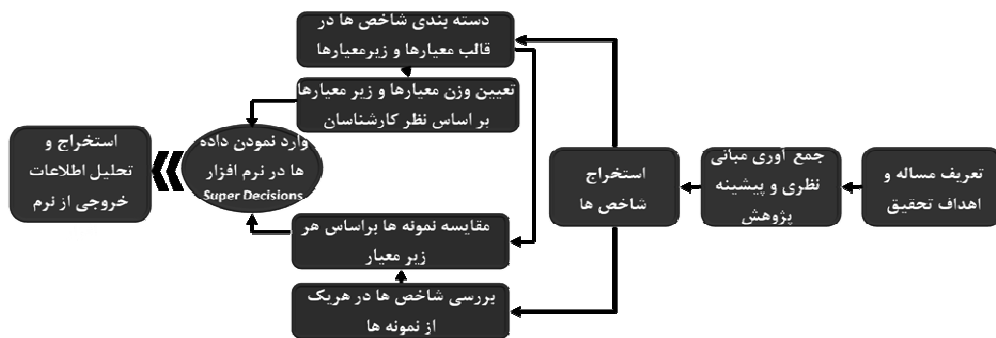 تعریف مساله و
اهداف تحقیق
جمع آوری مبانی
نظری و پیشینه
پژوهش
استخراج
شاخص ها
دسته بندی شاخص ها در
قالب معیارها و زیرمعیارها
تعیین وزن معیارها و زیر معیارها
بر اساس نظر کارشناسان
بررسی شاخص ها در هریک
از نمونه ها
مقایسه نمونه ها براساس هر
زیر معیار
وارد نمودن داده
ها در نرم افزار
Super Decisions
استخراج و
تحلیل اطلاعات
خروجی از نرم